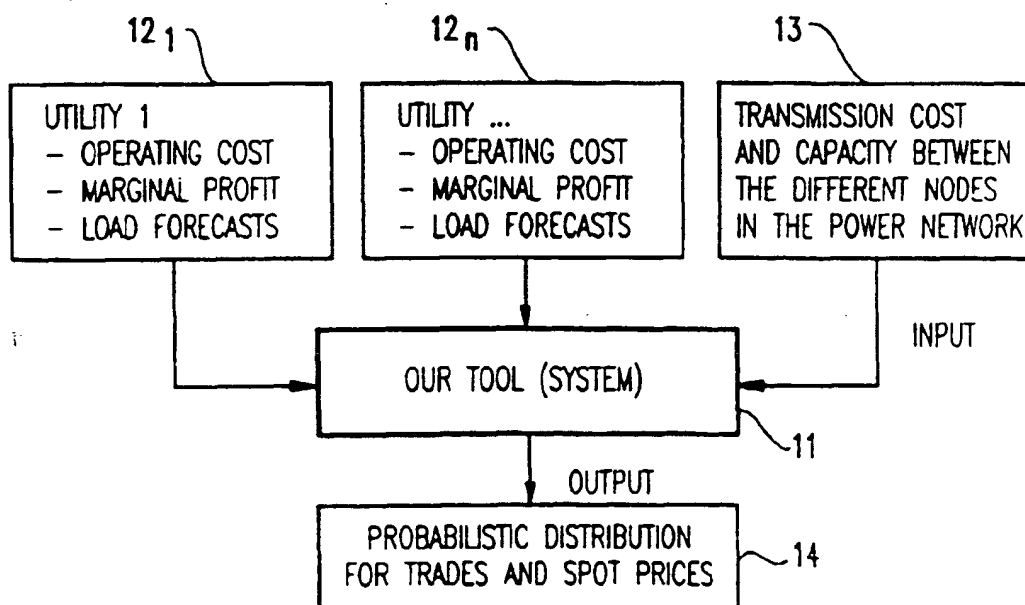 12 1
12 n
13
UTILITY 1
- OPERATING COST
- MARGINAL PROFIT
- LOAD FORECASTS
UTILITY ...
- OPERATING COST
- MARGINAL PROFIT
- LOAD FORECASTS
TRANSMISSION COST
AND CAPACITY BETWEEN
THE DIFFERENT NODES
IN THE POWER NETWORK
INPUT
OUR TOOL (SYSTEM)
11
OUTPUT
PROBABILISTIC DISTRIBUTION
FOR TRADES AND SPOT PRICES
14